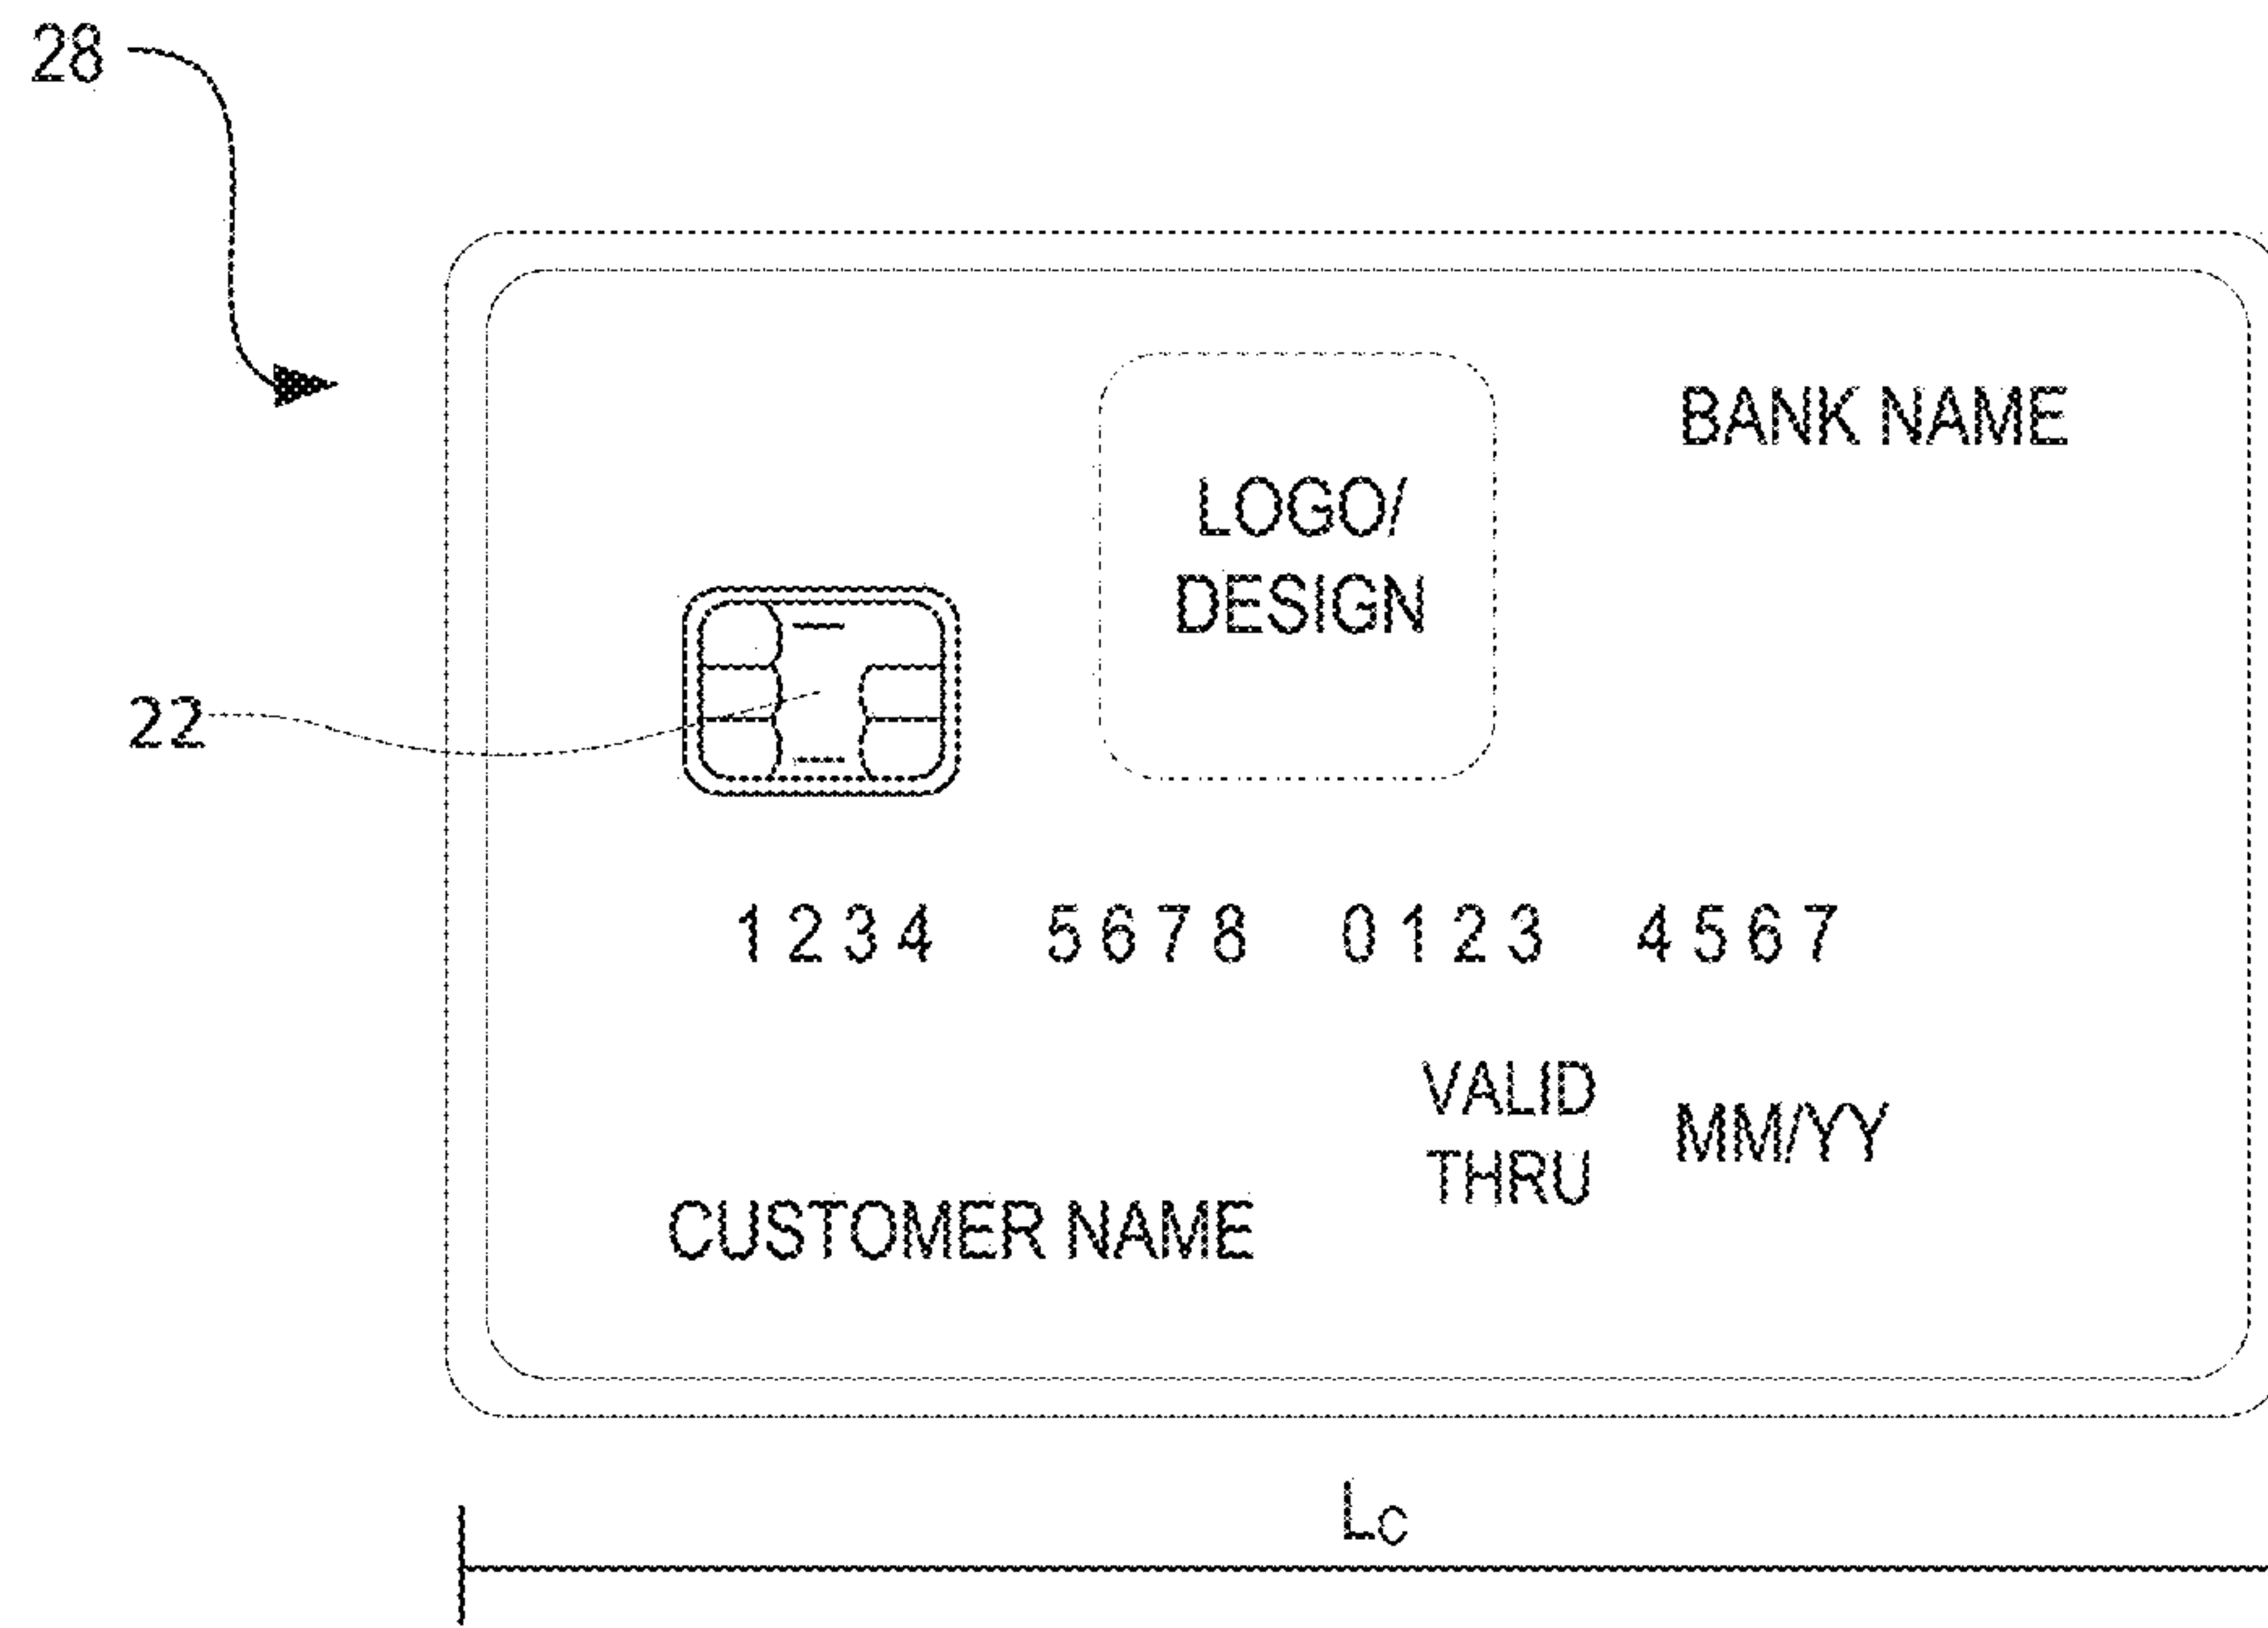 28
BANK NAME
LOGO/
DESIGN
22
1234 5678 0123 4567
VALID
THRU
MM/YY
CUSTOMER NAME
LC